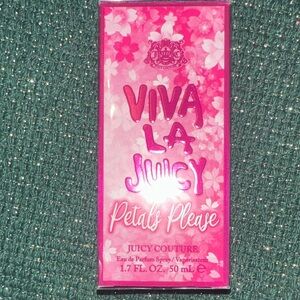 VIVA
LA
JUICY
Petals Please
JUICY COUTURE
Eau de Parfum Spray / Vaporisateur
1.7 FL. OZ. 50 mL ℮